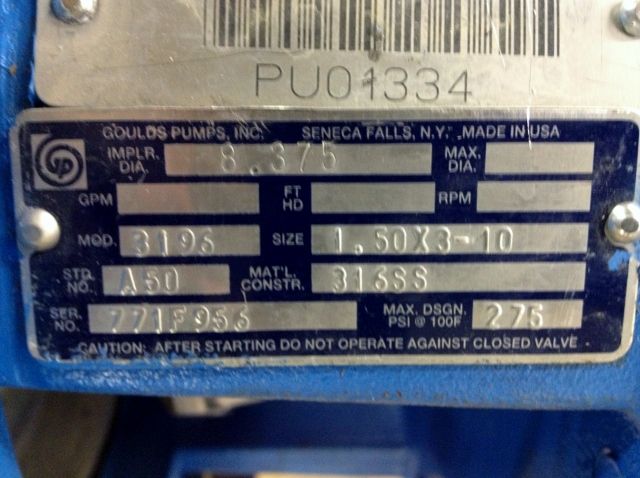 PU01334
GOULDS PUMPS, INC. SENECA FALLS, N.Y. MADE IN USA
IMPLR. DIA. 8.375 MAX. DIA.
GPM FT HD RPM
MOD. 3196 SIZE 1.50X3-10
STD. NO. A50 MAT'L. CONSTR. 316SS
SER. NO. 771F956 MAX. DSGN. PSI @ 100F 275
CAUTION: AFTER STARTING DO NOT OPERATE AGAINST CLOSED VALVE